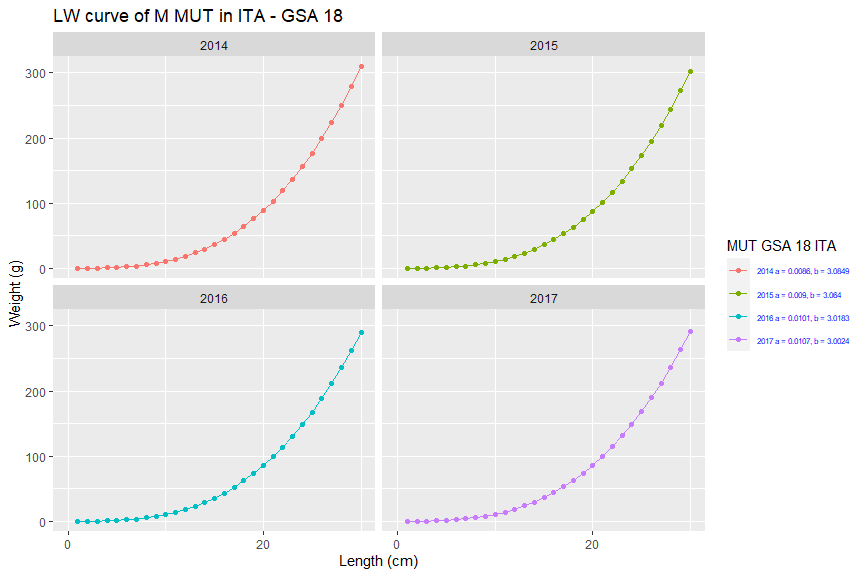 LW curve of M MUT in ITA - GSA 18
2014
2015
300
200
100
0
2016
2017
300
200
100
0
0
20
0
20
Length (cm)
Weight (g)
MUT GSA 18 ITA
2014 a = 0.0086, b = 3.0849
2015 a = 0.009, b = 3.064
2016 a = 0.0101, b = 3.0183
2017 a = 0.0107, b = 3.0024